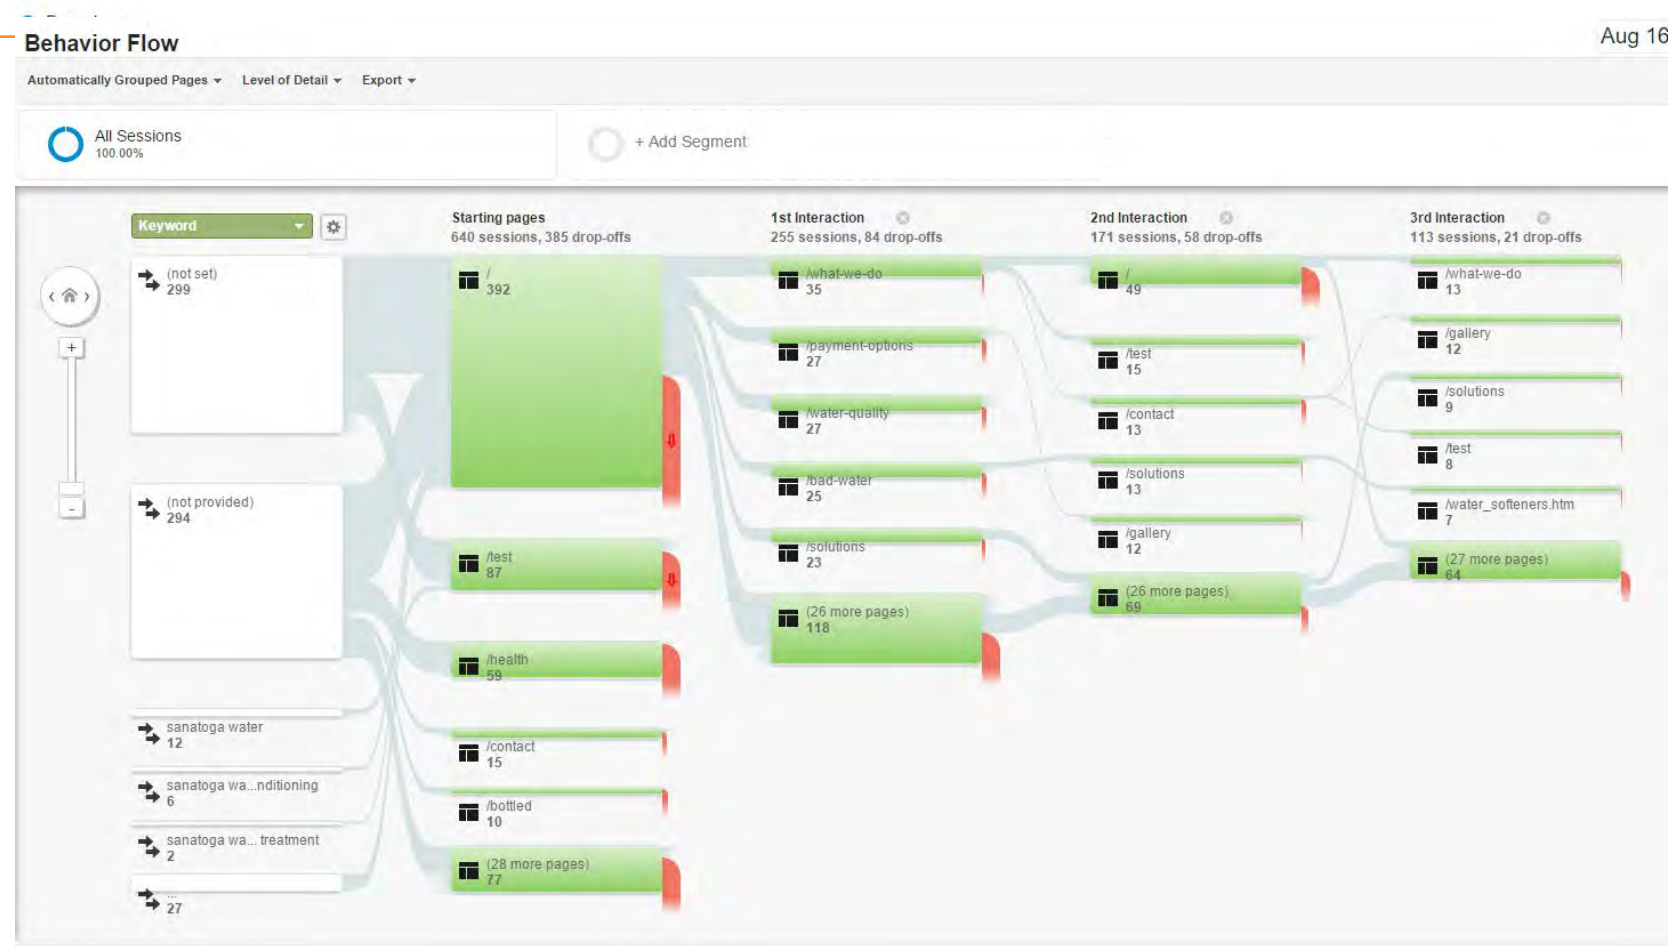 Behavior Flow
Aug 16
Automatically Grouped Pages
Level of Detail
Export
All Sessions
100.00%
+ Add Segment
Keyword
(not set)
299
(not provided)
294
sanatoga water
12
sanatoga wa...nditioning
6
sanatoga wa... treatment
2
...
27
Starting pages
640 sessions, 385 drop-offs
/
392
/test
87
/health
59
/contact
15
/bottled
10
(28 more pages)
77
1st Interaction
255 sessions, 84 drop-offs
/what-we-do
35
/payment-options
27
/water-quality
27
/bad-water
25
/solutions
23
(26 more pages)
118
2nd Interaction
171 sessions, 58 drop-offs
/
49
/test
15
/contact
13
/solutions
13
/gallery
12
(26 more pages)
69
3rd Interaction
113 sessions, 21 drop-offs
/what-we-do
13
/gallery
12
/solutions
9
/test
8
/water_softeners.htm
7
(27 more pages)
64